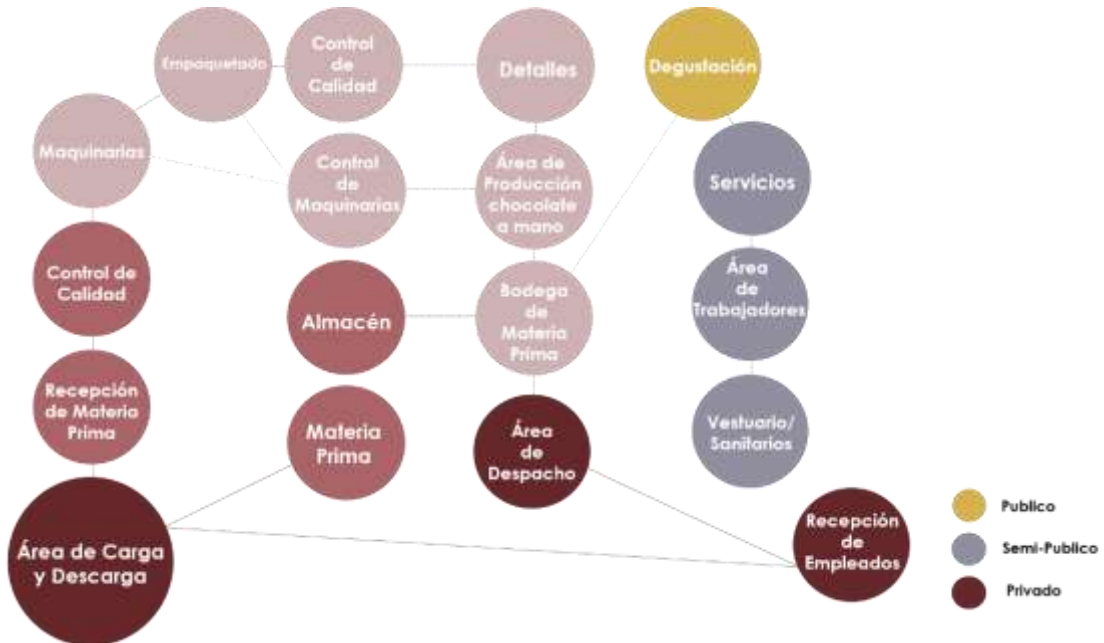 Empaquetado
Control
de
Calidad
Detalles
Degustación
Maquinarias
Control
de
Maquinarias
Área de
Producción
chocolate
a mano
Servicios
Control de
Calidad
Almacén
Bodega
de
Materia
Prima
Área
de
Trabajadores
Recepción
de Materia
Prima
Materia
Prima
Área
de
Despacho
Vestuario/
Sanitarios
Área de Carga
y Descarga
Recepción
de
Empleados
Publico
Semi-Publico
Privado